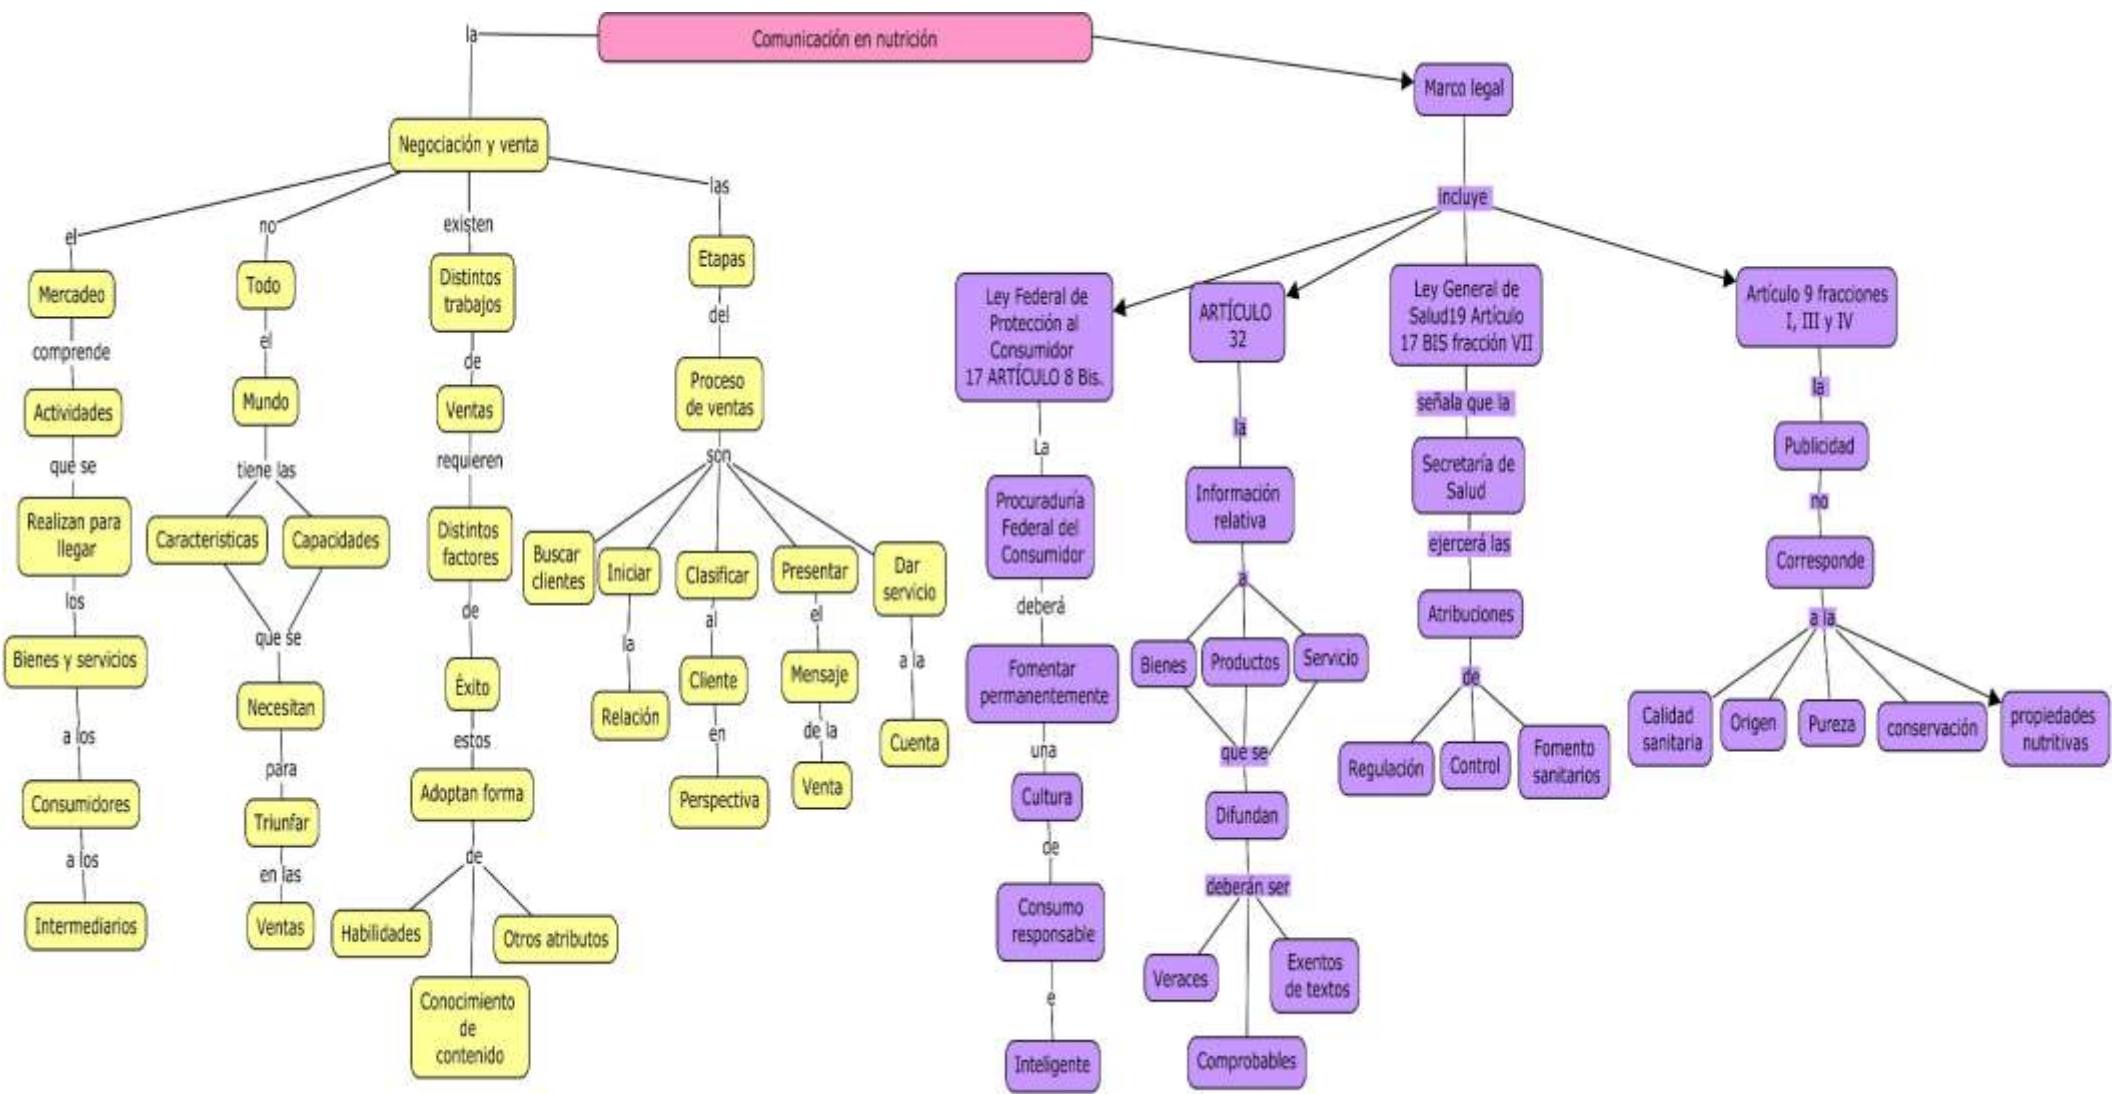 Comunicación en nutrición
la
Negociación y venta
el
Mercadeo
comprende
Actividades
que se
Realizan para
llegar
los
Bienes y servicios
a los
Consumidores
a los
Intermediarios
no
Todo
el
Mundo
tiene las
Caracteristicas
Capacidades
que se
Necesitan
para
Triunfar
en las
Ventas
existen
Distintos
trabajos
de
Ventas
requieren
Distintos
factores
de
Éxito
estos
Adoptan forma
de
Habilidades
Conocimiento
de
contenido
Otros atributos
las
Etapas
del
Proceso
de ventas
son
Buscar
clientes
Iniciar
la
Relación
Clasificar
al
Cliente
en
Perspectiva
Presentar
el
Mensaje
de la
Venta
Dar
servicio
a la
Cuenta
Marco legal
incluye
Ley Federal de
Protección al
Consumidor
17 ARTÍCULO 8 Bis.
La
Procuraduría
Federal del
Consumidor
deberá
Fomentar
permanentemente
una
Cultura
de
Consumo
responsable
e
Inteligente
ARTÍCULO
32
la
Información
relativa
a
Bienes
Productos
Servicio
que se
Difundan
deberán ser
Veraces
Comprobables
Exentos
de textos
Ley General de
Salud19 Artículo
17 BIS fracción VII
señala que la
Secretaría de
Salud
ejercerá las
Atribuciones
de
Regulación
Control
Fomento
sanitarios
Artículo 9 fracciones
I, III y IV
la
Publicidad
no
Corresponde
a la
Calidad
sanitaria
Origen
Pureza
conservación
propiedades
nutritivas